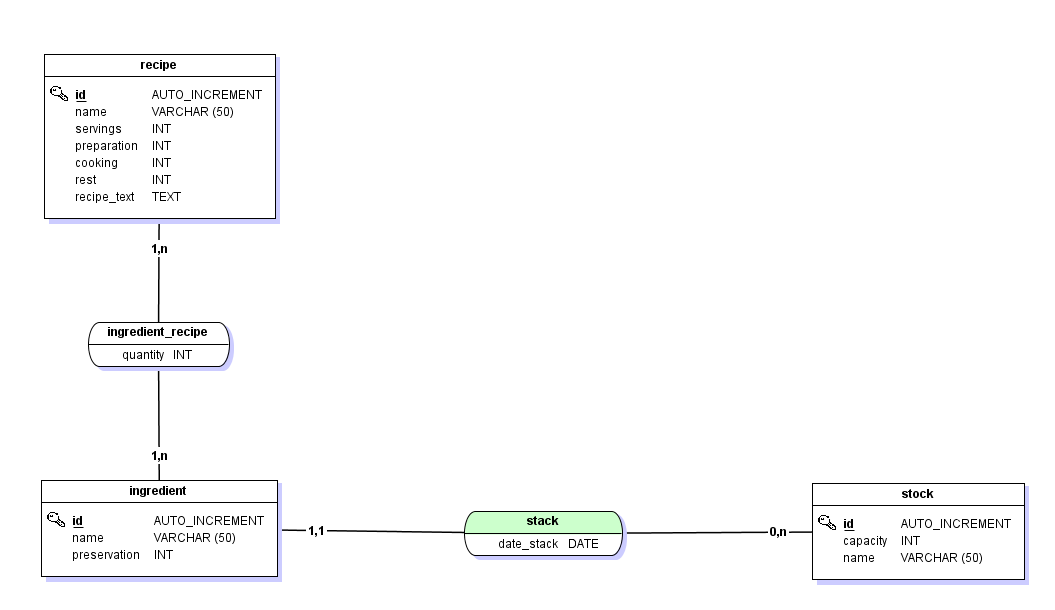 recipe
id AUTO_INCREMENT
name VARCHAR (50)
servings INT
preparation INT
cooking INT
rest INT
recipe_text TEXT
1,n
ingredient_recipe
quantity INT
1,n
ingredient
id AUTO_INCREMENT
name VARCHAR (50)
preservation INT
1,1
stack
date_stack DATE
0,n
stock
id AUTO_INCREMENT
capacity INT
name VARCHAR (50)